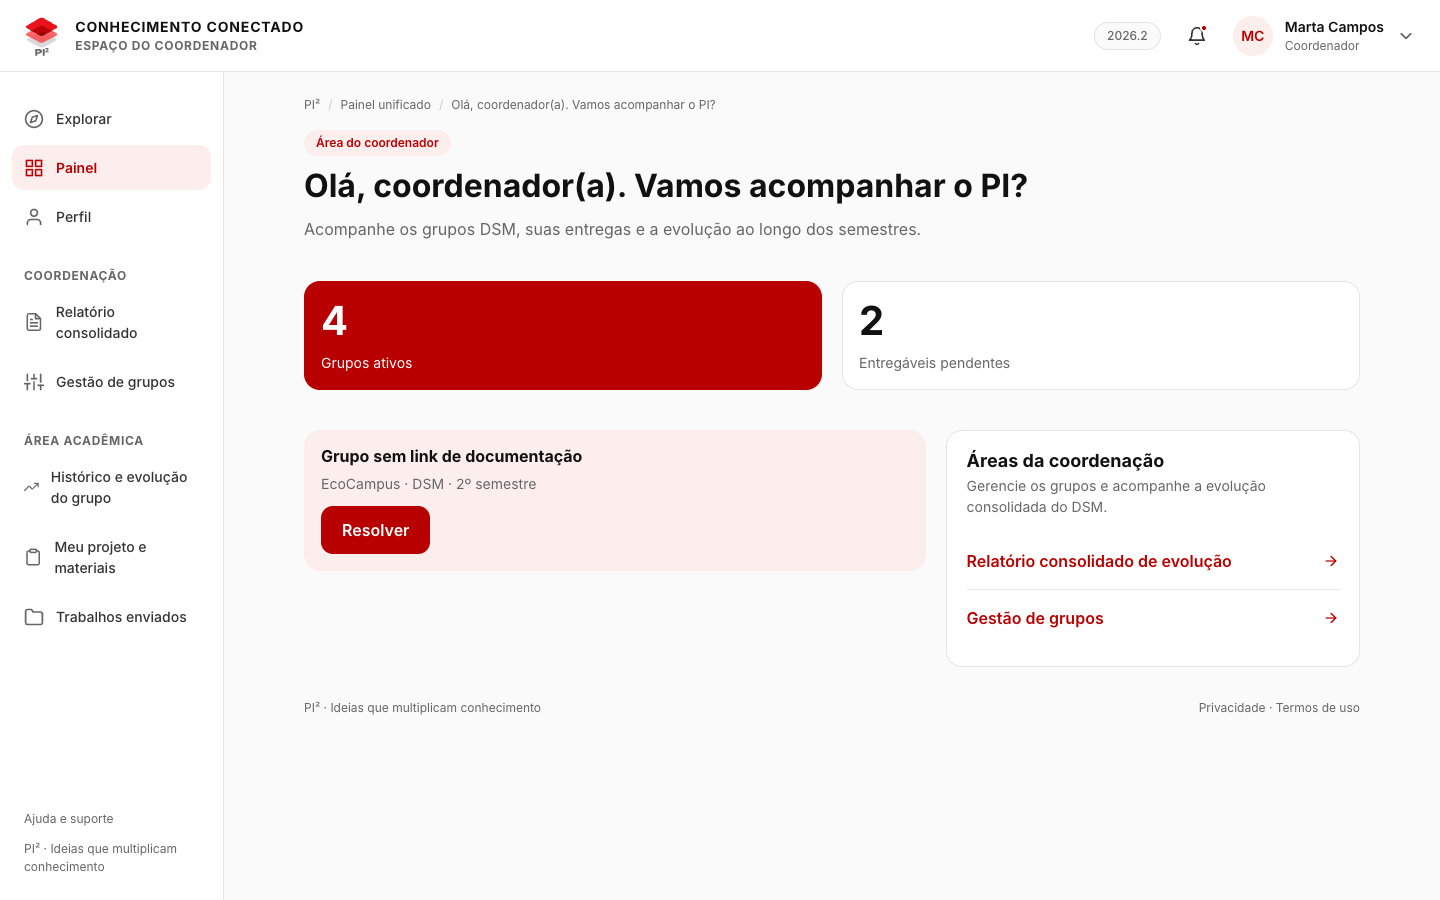 PI²
CONHECIMENTO CONECTADO
ESPAÇO DO COORDENADOR
2026.2
MC
Marta Campos
Coordenador
Explorar
Painel
Perfil
COORDENAÇÃO
Relatório
consolidado
Gestão de grupos
ÁREA ACADÊMICA
Histórico e evolução
do grupo
Meu projeto e
materiais
Trabalhos enviados
Ajuda e suporte
PI² · Ideias que multiplicam
conhecimento
PI² / Painel unificado / Olá, coordenador(a). Vamos acompanhar o PI?
Área do coordenador
Olá, coordenador(a). Vamos acompanhar o PI?
Acompanhe os grupos DSM, suas entregas e a evolução ao longo dos semestres.
4
Grupos ativos
2
Entregáveis pendentes
Grupo sem link de documentação
EcoCampus · DSM · 2º semestre
Resolver
Áreas da coordenação
Gerencie os grupos e acompanhe a evolução
consolidada do DSM.
Relatório consolidado de evolução →
Gestão de grupos →
PI² · Ideias que multiplicam conhecimento
Privacidade · Termos de uso